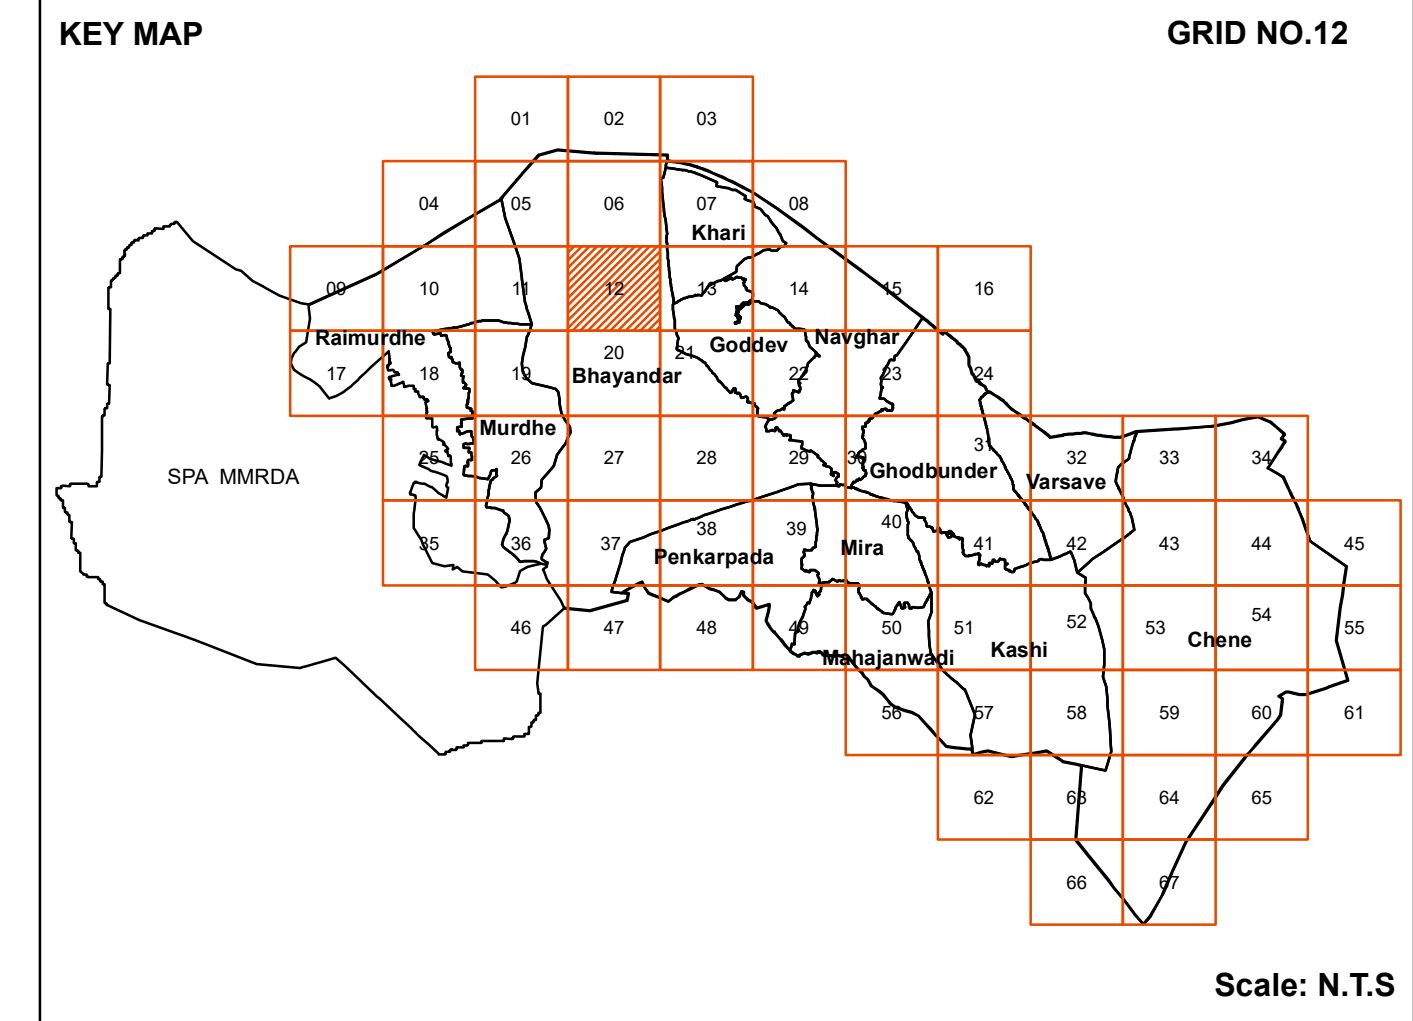 KEY MAP
GRID NO.12
01 02 03
04 05 06 07 08
Khari
09 10 11 12 13 14 15 16
Raimurdhe
Navghar
Goddev
20 21
17 18 19 22 23 24
Bhayandar
Murdhe
31
25 26 27 28 29 30 32 33 34
Ghodbunder
SPA MMRDA
Varsave
40
38 39
35 36 37 41 42 43 44 45
Mira
Penkarpada
54
52
46 47 48 49 50 51 53 55
Chene
Kashi
Mahajanwadi
56 57 58 59 60 61
62 63 64 65
66 67
Scale: N.T.S